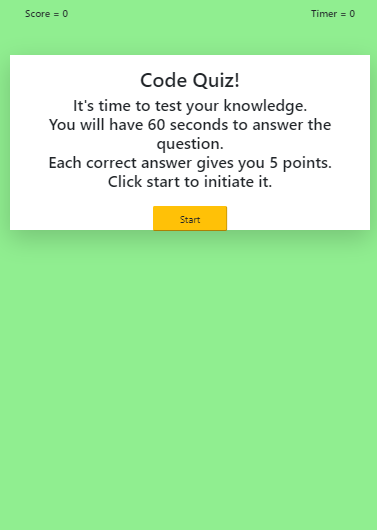 Score = 0
Timer = 0
Code Quiz!
It's time to test your knowledge.
You will have 60 seconds to answer the
question.
Each correct answer gives you 5 points.
Click start to initiate it.
Start